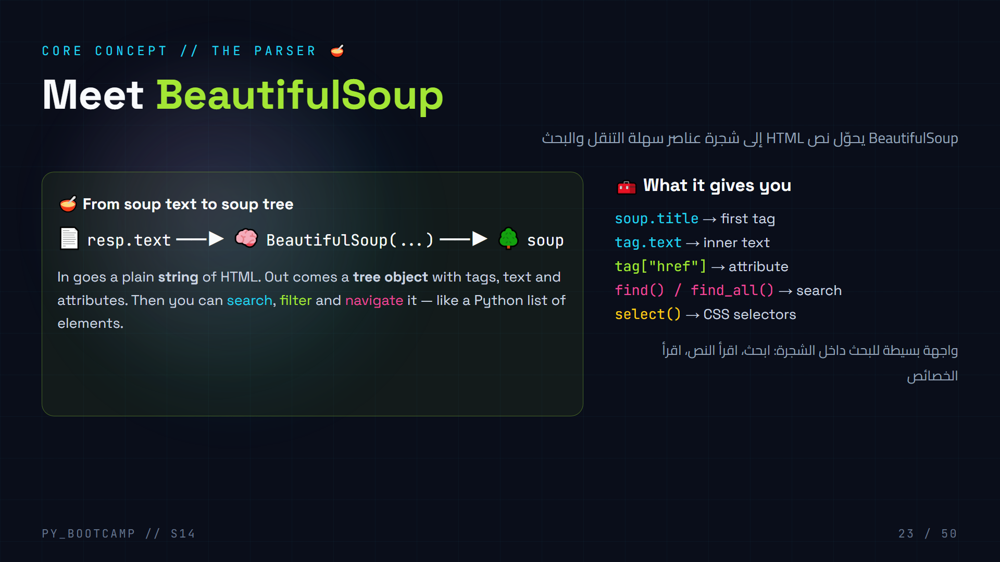 CORE CONCEPT // THE PARSER 🥣
Meet BeautifulSoup
BeautifulSoup يحوّل نص HTML إلى شجرة عناصر سهلة التنقل والبحث
🥣 From soup text to soup tree
📄 resp.text ──▶ 🧠 BeautifulSoup(...) ──▶ 🌳 soup
In goes a plain string of HTML. Out comes a tree object with tags, text and
attributes. Then you can search, filter and navigate it — like a Python list of
elements.
🧰 What it gives you
soup.title → first tag
tag.text → inner text
tag["href"] → attribute
find() / find_all() → search
select() → CSS selectors
واجهة بسيطة للبحث داخل الشجرة: ابحث، اقرأ النص، اقرأ
الخصائص
PY_BOOTCAMP // S14
23 / 50